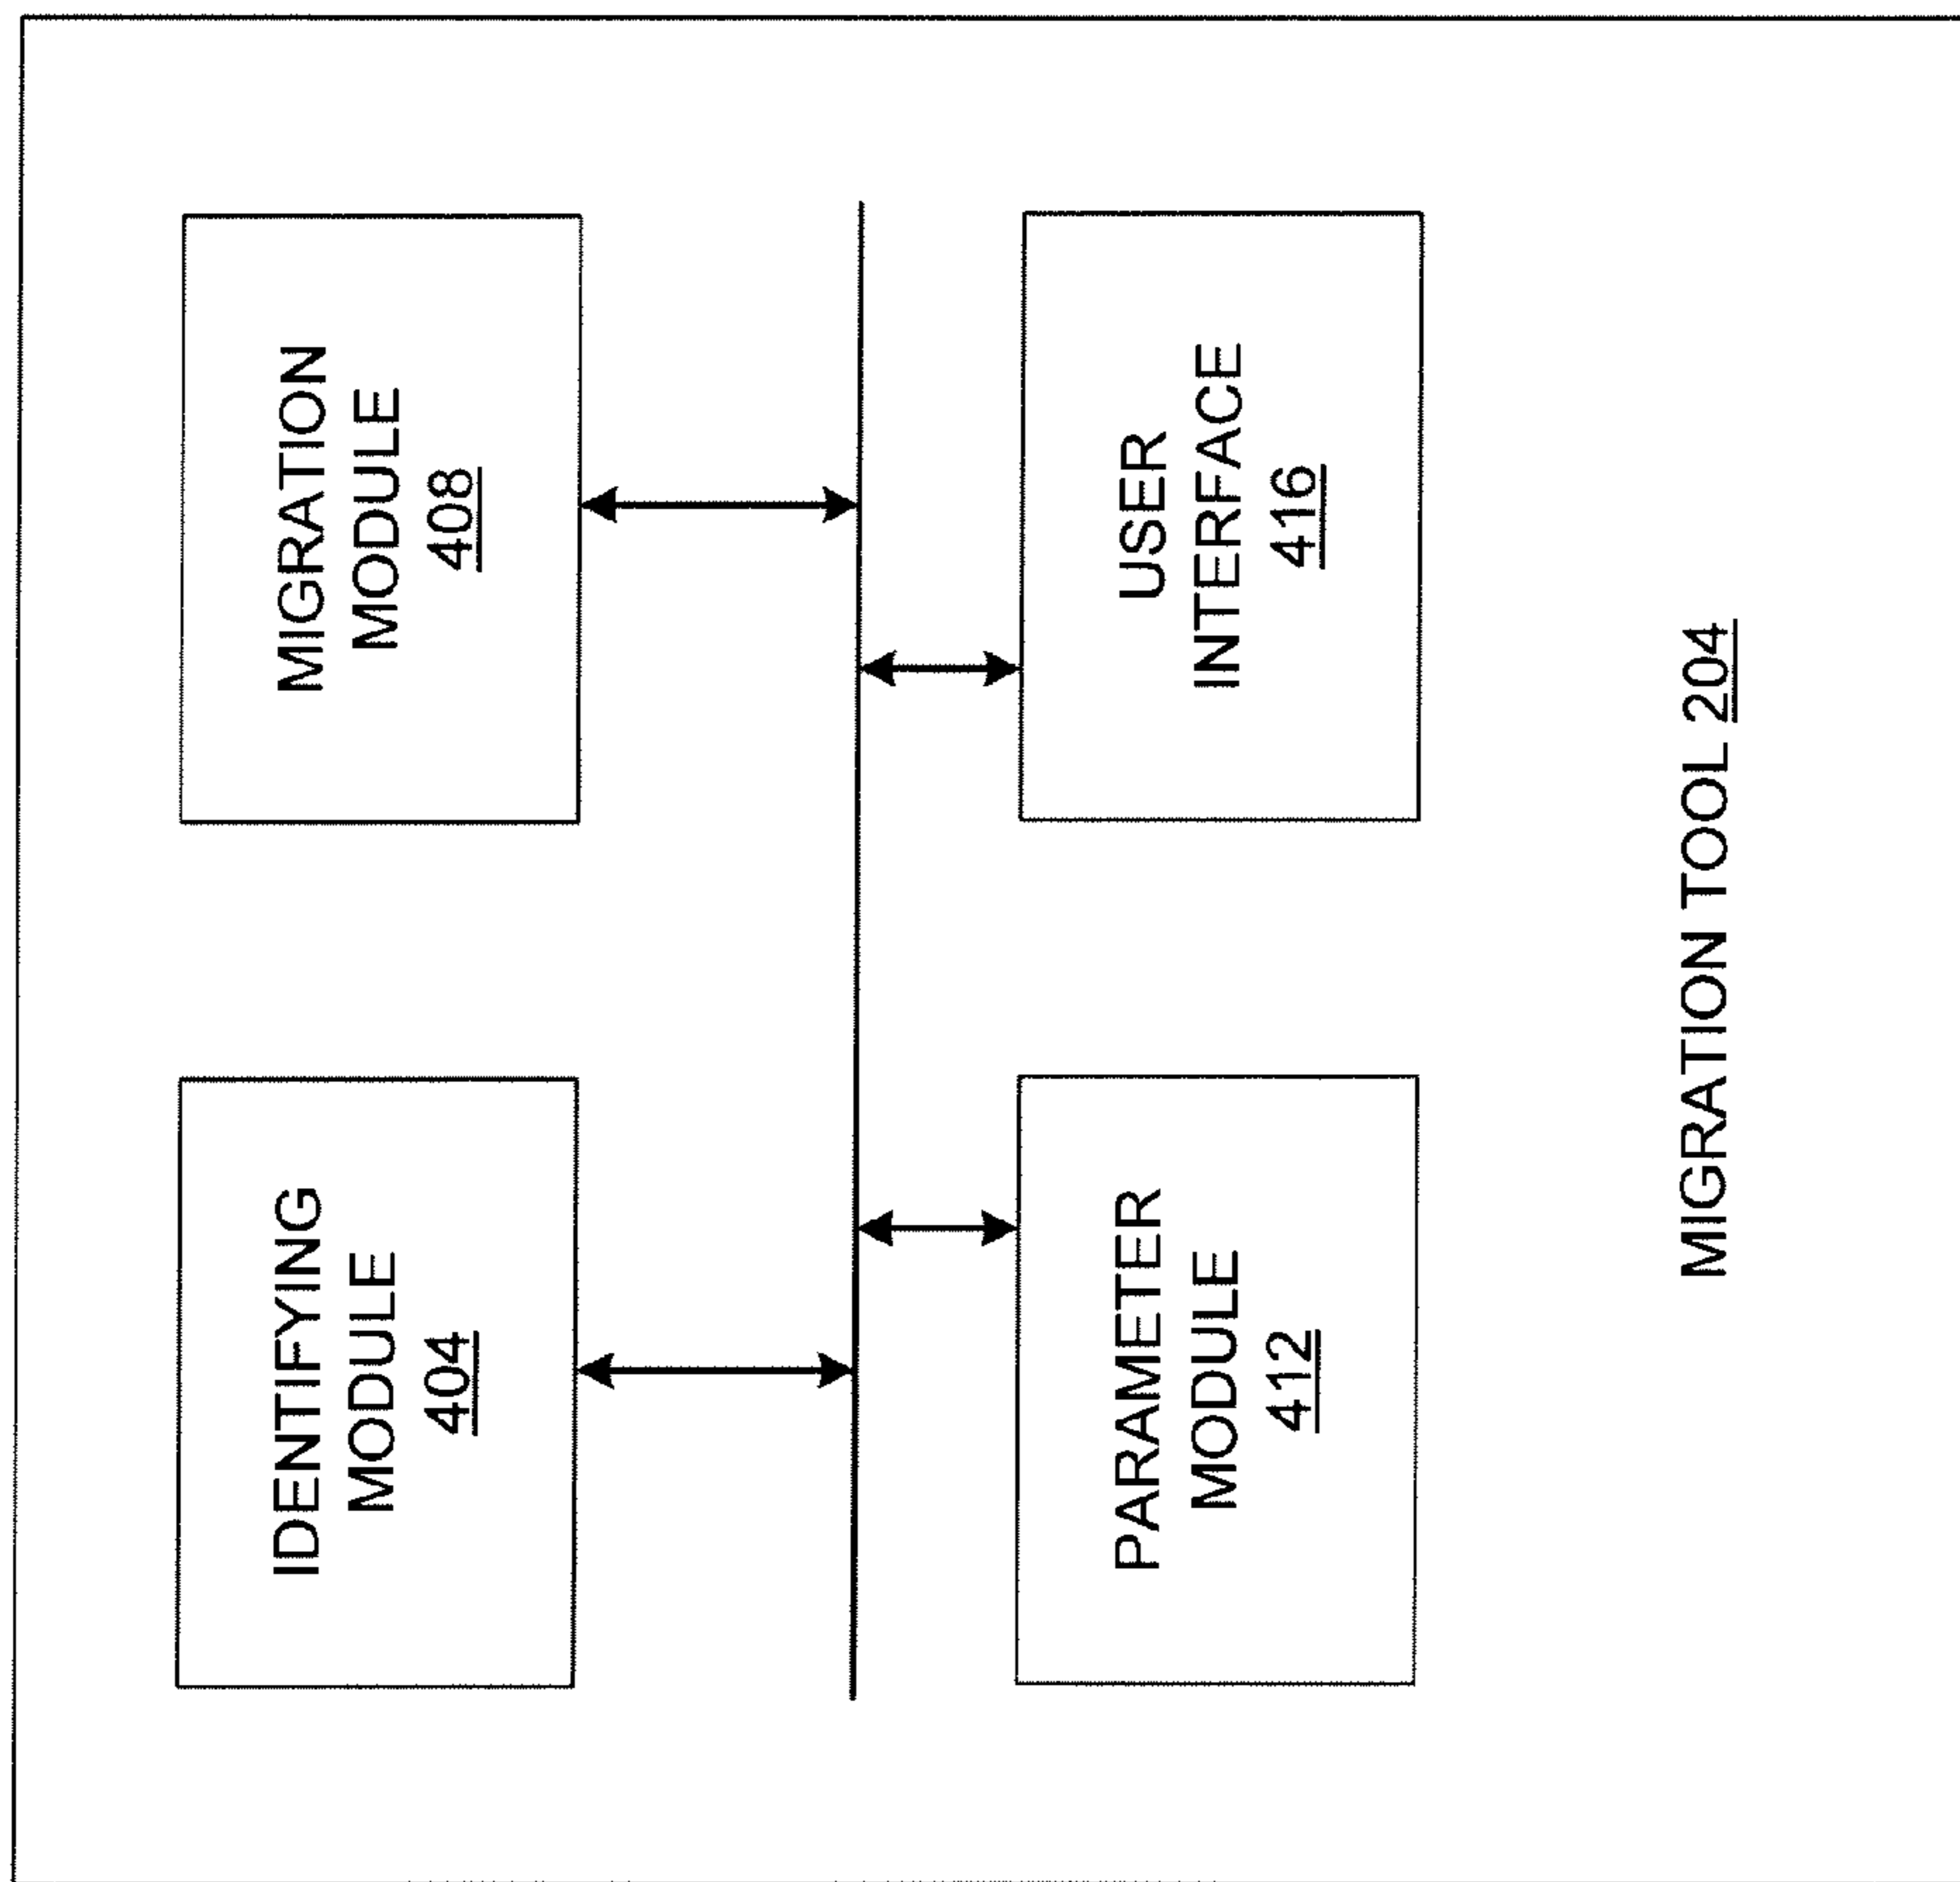 IDENTIFYING
MODULE
404
MIGRATION
MODULE
408
PARAMETER
MODULE
412
USER
INTERFACE
416
MIGRATION TOOL 204